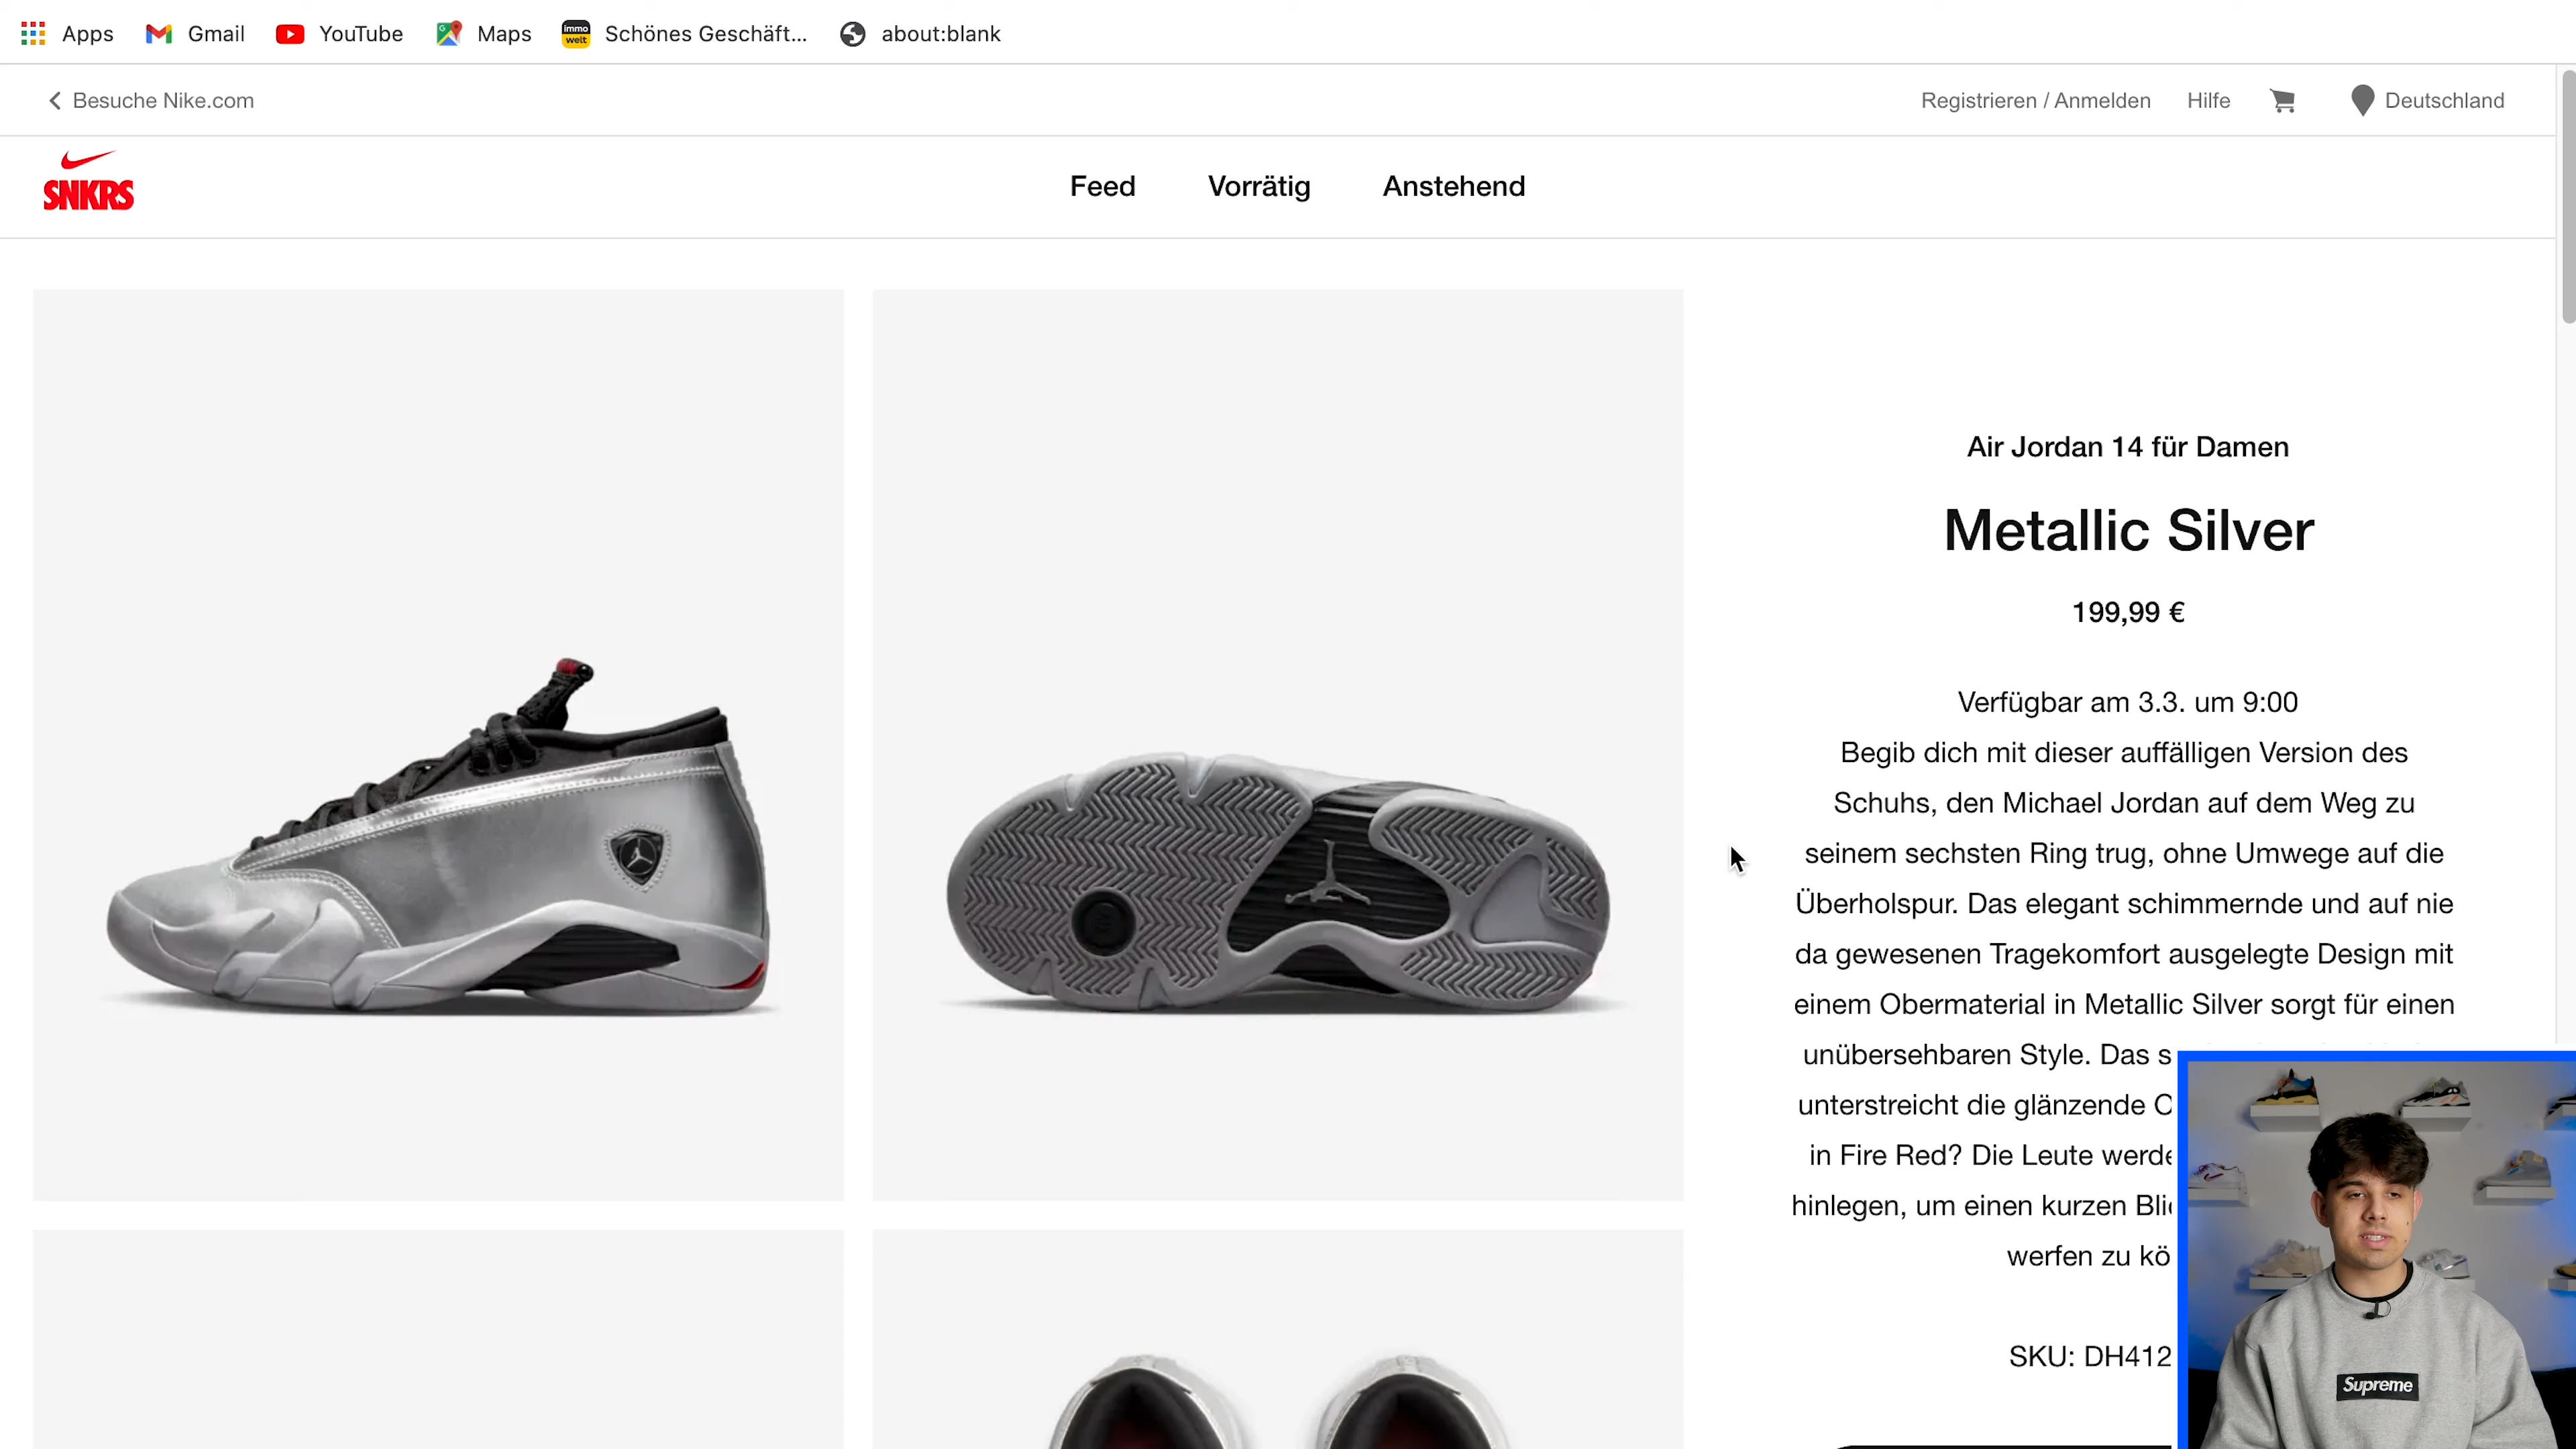 Apps Gmail YouTube Maps immo welt Schönes Geschäft... about:blank
Besuche Nike.com Registrieren / Anmelden Hilfe Deutschland
SNKRS Feed Vorrätig Anstehend
Air Jordan 14 für Damen
Metallic Silver
199,99 €
Verfügbar am 3.3. um 9:00
Begib dich mit dieser auffälligen Version des
Schuhs, den Michael Jordan auf dem Weg zu
seinem sechsten Ring trug, ohne Umwege auf die
Überholspur. Das elegant schimmernde und auf nie
da gewesenen Tragekomfort ausgelegte Design mit
einem Obermaterial in Metallic Silver sorgt für einen
unübersehbaren Style. Das s
unterstreicht die glänzende
in Fire Red? Die Leute werde
hinlegen, um einen kurzen Bli
werfen zu kö
SKU: DH412
Supreme